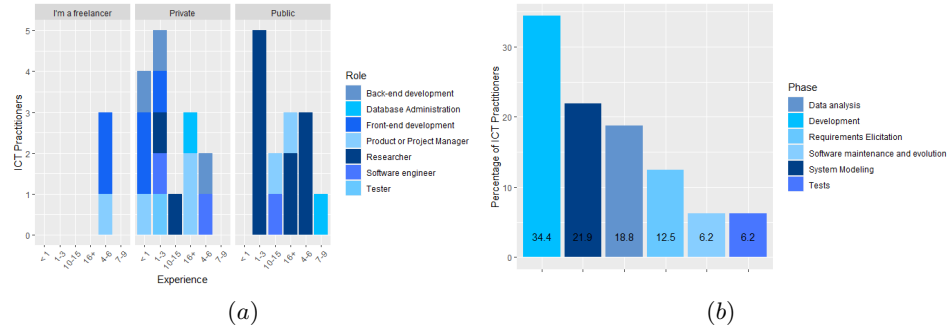 I'm a freelancer
Private
Public
5
4
3
2
1
0
ICT Practitioners
< 1
1-3
10-15
16+
4-6
7-9
< 1
1-3
10-15
16+
4-6
7-9
< 1
1-3
10-15
16+
4-6
7-9
Experience
Role
Back-end development
Database Administration
Front-end development
Product or Project Manager
Researcher
Software engineer
Tester
(a)
Percentage of ICT Practitioners
30
20
10
0
34.4
21.9
18.8
12.5
6.2
6.2
Phase
Data analysis
Development
Requirements Elicitation
Software maintenance and evolution
System Modeling
Tests
(b)